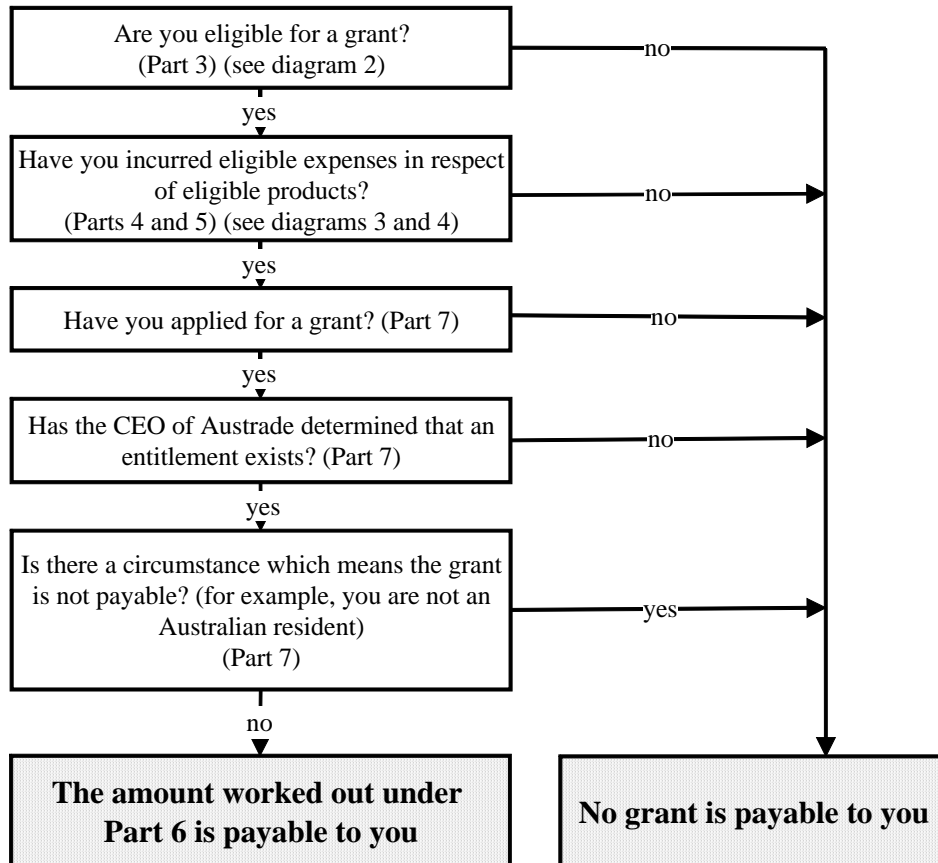 Are you eligible for a grant?
(Part 3) (see diagram 2)
no
yes
Have you incurred eligible expenses in respect
of eligible products?
(Parts 4 and 5) (see diagrams 3 and 4)
no
yes
Have you applied for a grant? (Part 7)
no
yes
Has the CEO of Austrade determined that an
entitlement exists? (Part 7)
no
yes
Is there a circumstance which means the grant
is not payable? (for example, you are not an
Australian resident)
(Part 7)
yes
no
The amount worked out under
Part 6 is payable to you
No grant is payable to you